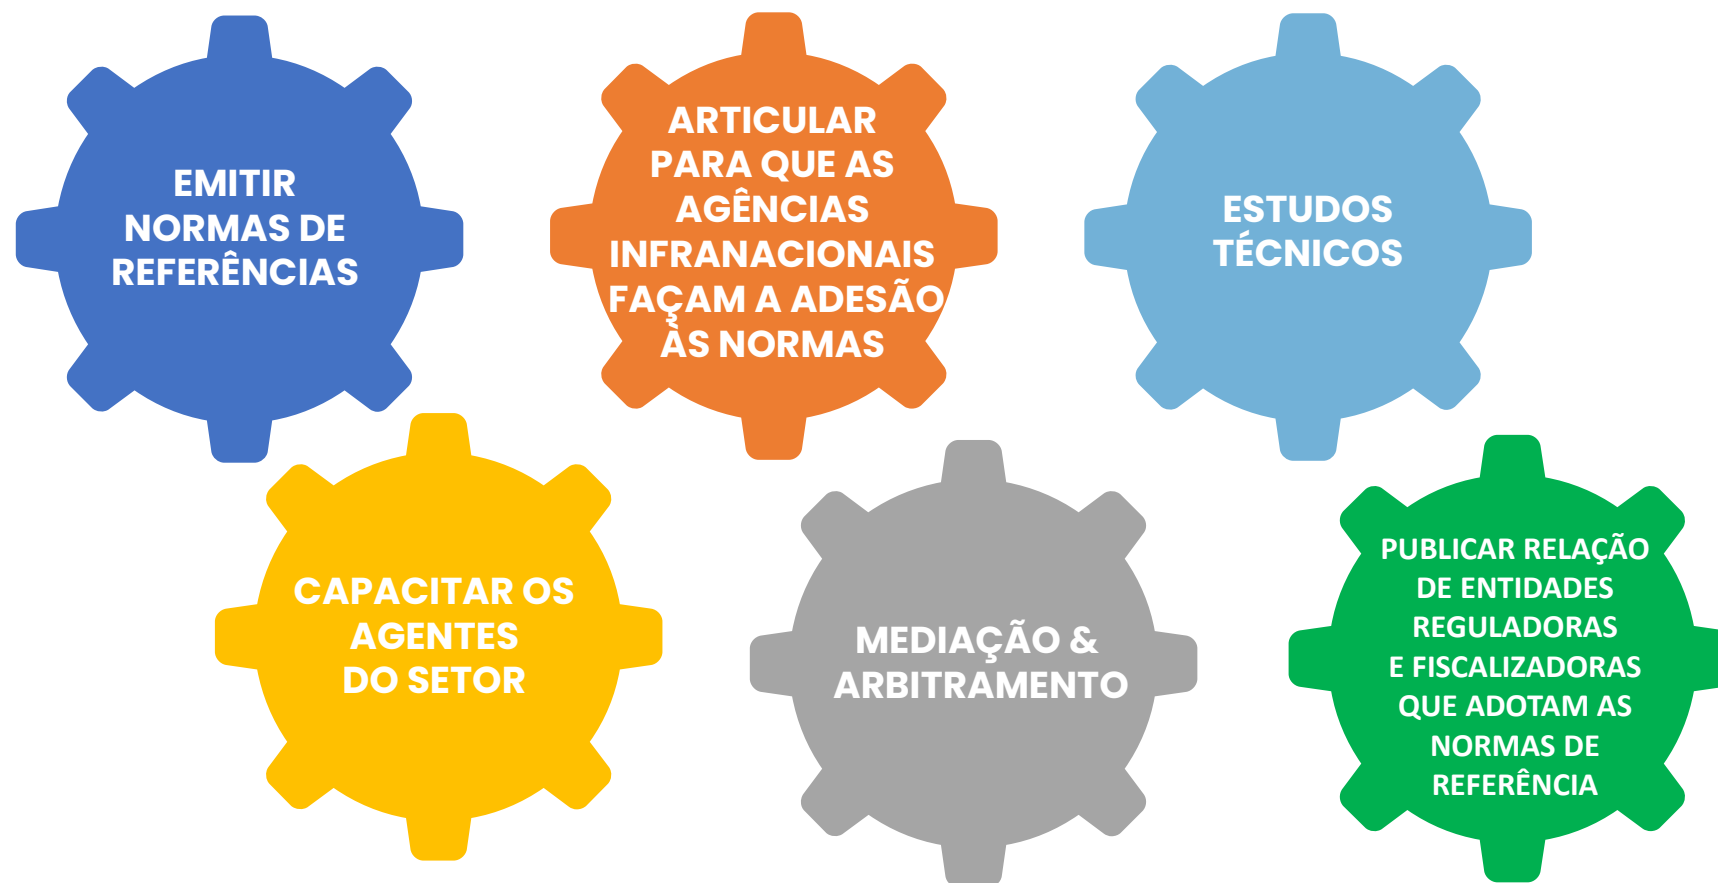 EMITIR
NORMAS DE
REFERÊNCIAS
ARTICULAR
PARA QUE AS
AGÊNCIAS
INFRANACIONAIS
FAÇAM A ADESÃO
ÀS NORMAS
ESTUDOS
TÉCNICOS
CAPACITAR OS
AGENTES
DO SETOR
MEDIAÇÃO &
ARBITRAMENTO
PUBLICAR RELAÇÃO
DE ENTIDADES
REGULADORAS
E FISCALIZADORAS
QUE ADOTAM AS
NORMAS DE
REFERÊNCIA